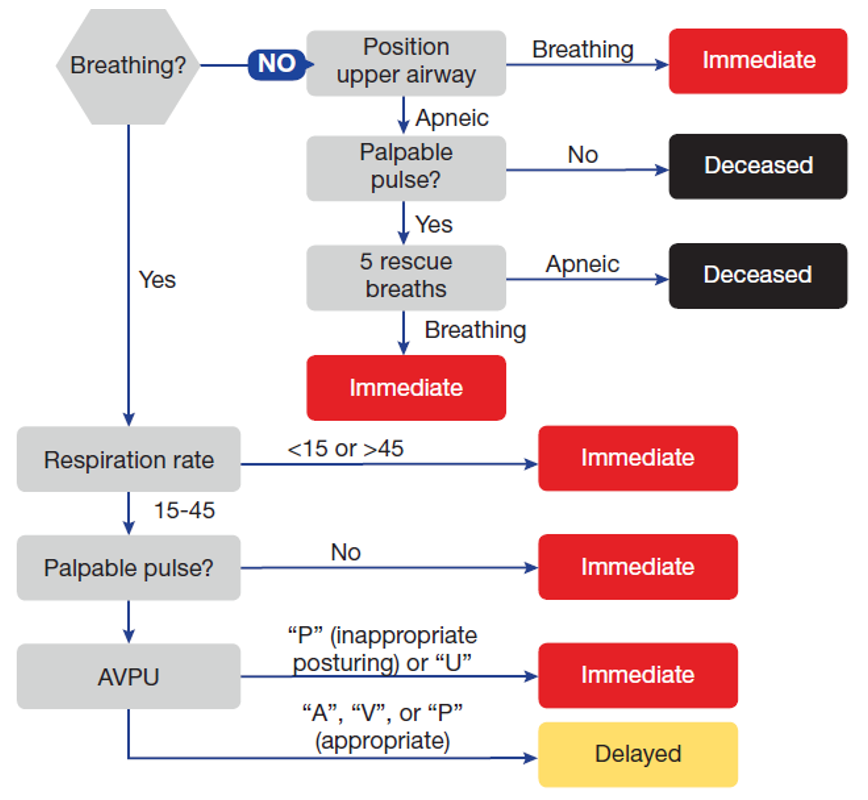 Breathing?
NO
Position
upper airway
Breathing
Immediate
Apneic
Palpable
pulse?
No
Deceased
Yes
5 rescue
breaths
Apneic
Deceased
Yes
Breathing
Immediate
Respiration rate
<15 or >45
Immediate
15-45
Palpable pulse?
No
Immediate
AVPU
“P” (inappropriate
posturing) or “U”
Immediate
“A”, “V”, or “P”
(appropriate)
Delayed